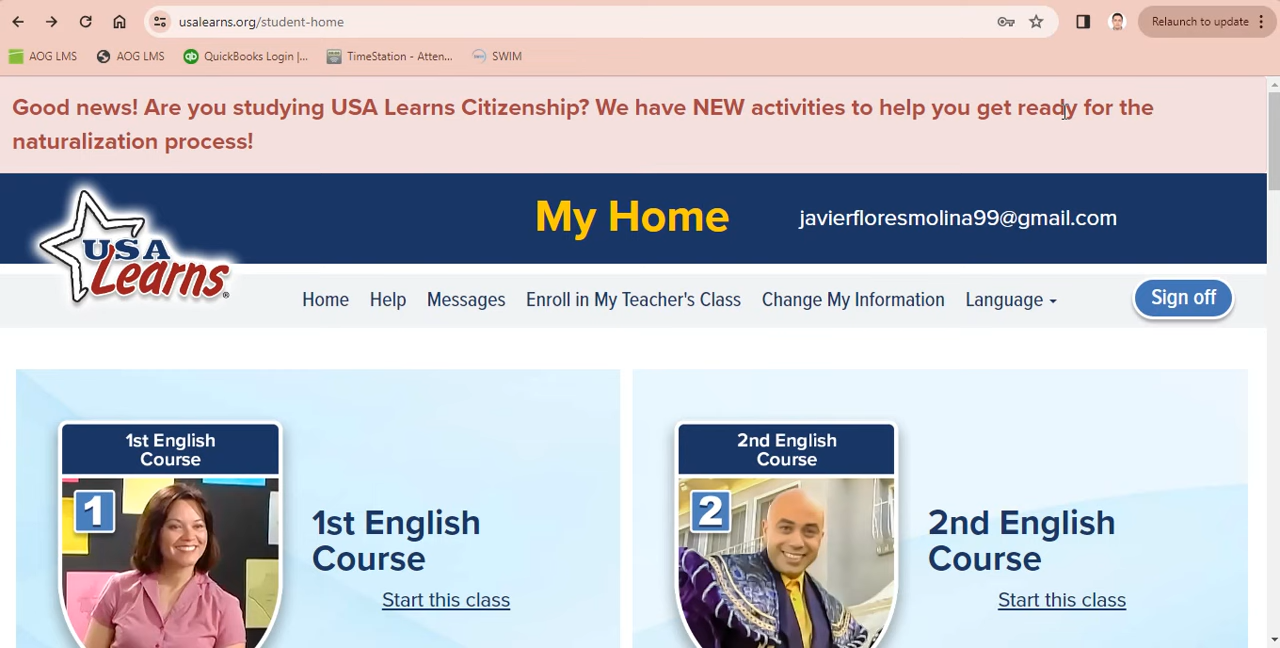 usalearns.org/student-home
Relaunch to update
AOG LMS
AOG LMS
QuickBooks Login |...
TimeStation - Atten...
SWIM
Good news! Are you studying USA Learns Citizenship? We have NEW activities to help you get ready for the
naturalization process!
USA
Learns®
My Home
javierfloresmolina99@gmail.com
Home
Help
Messages
Enroll in My Teacher's Class
Change My Information
Language
Sign off
1st English
Course
1
1st English
Course
Start this class
2nd English
Course
2
2nd English
Course
Start this class